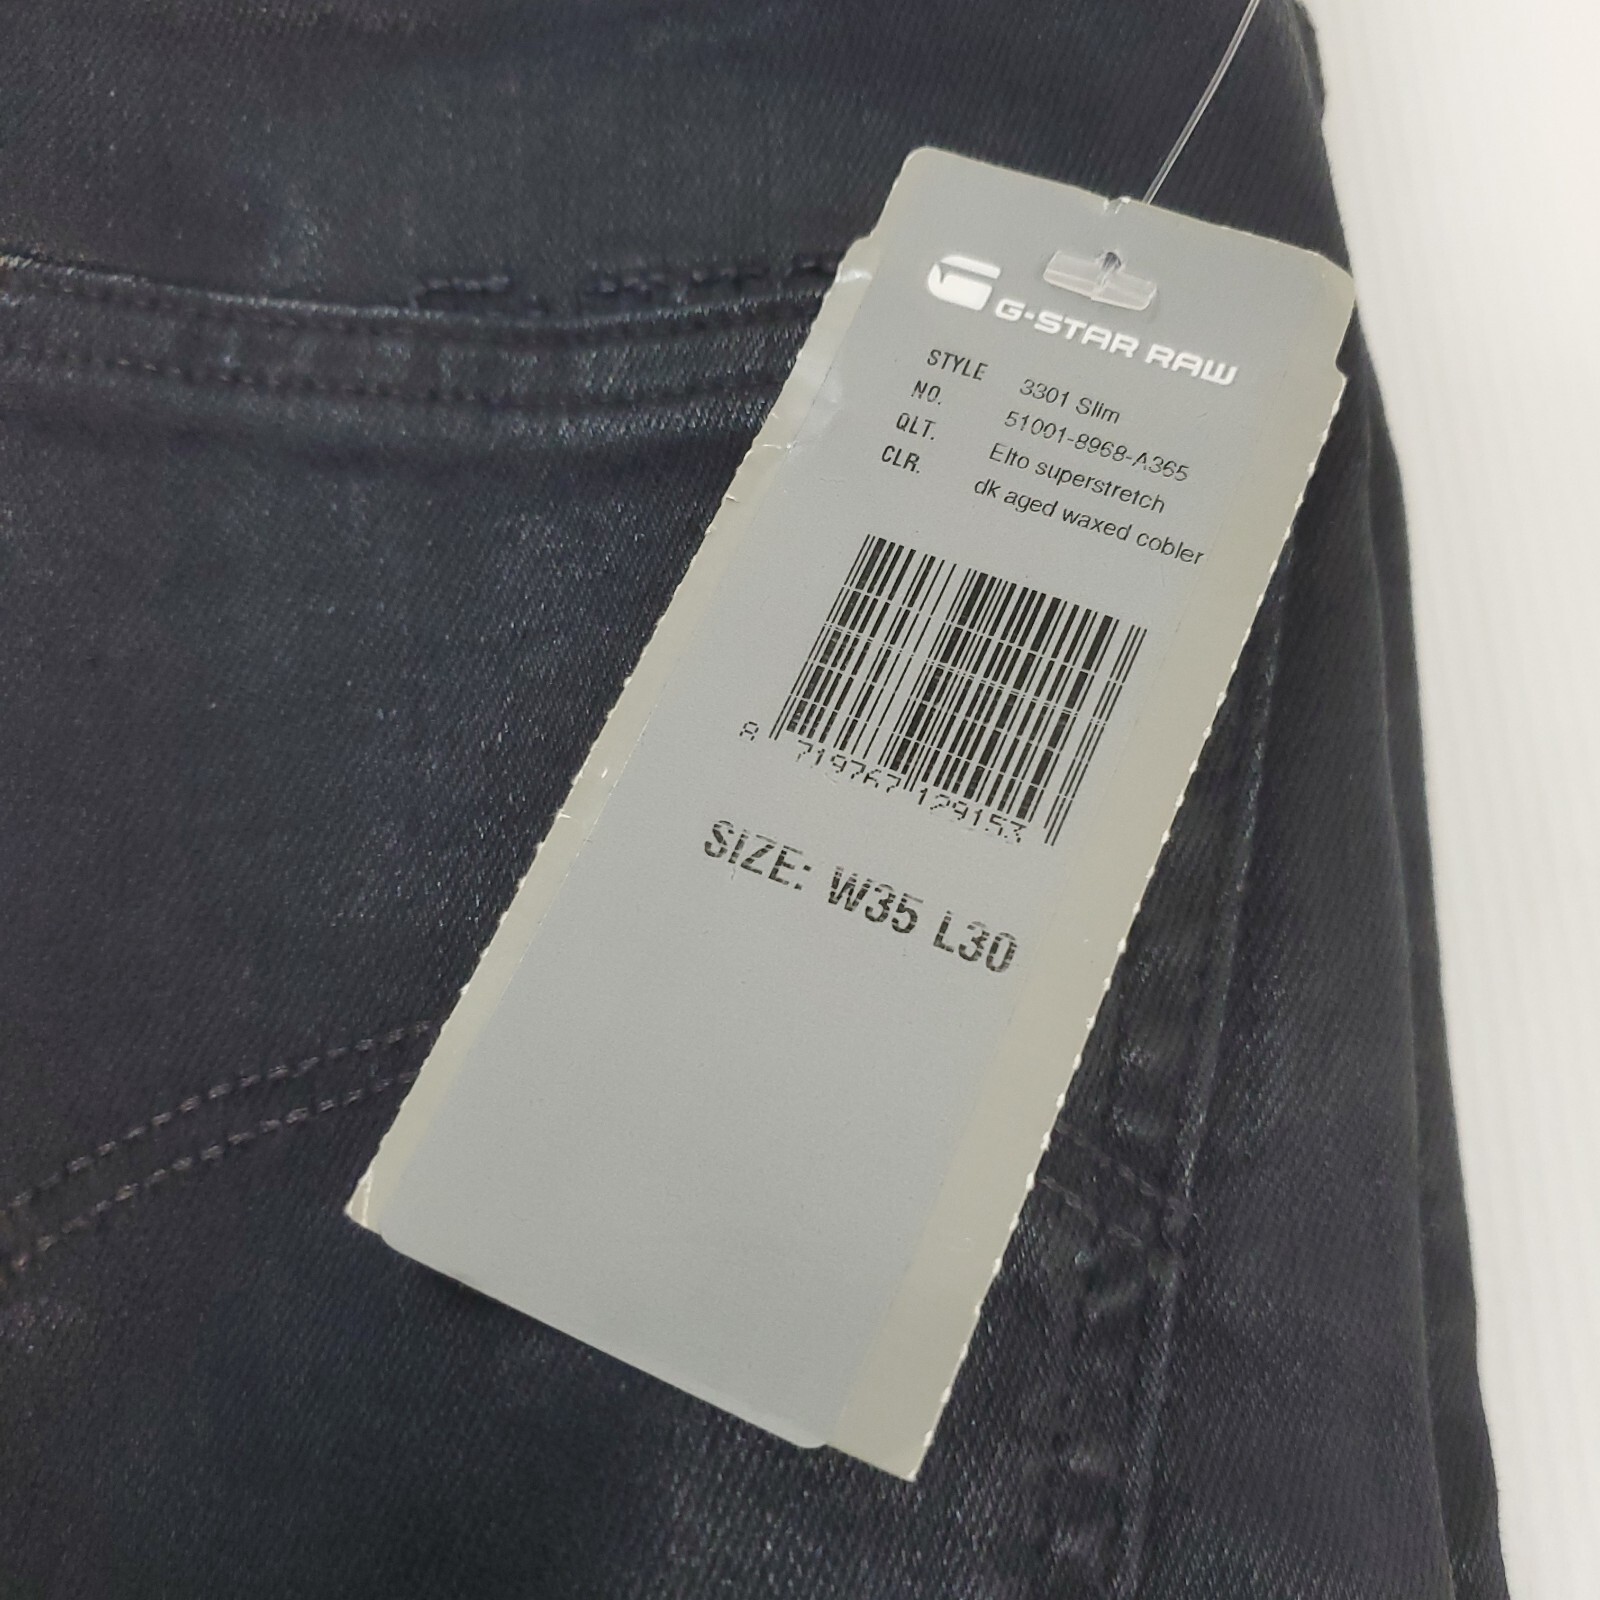 G-STAR RAW
STYLE 3301 Slim
NO. 51001-8968-A365
QLT. Elto superstretch
CLR. dk aged waxed cobler
8 719767 129153
SIZE: W35 L30